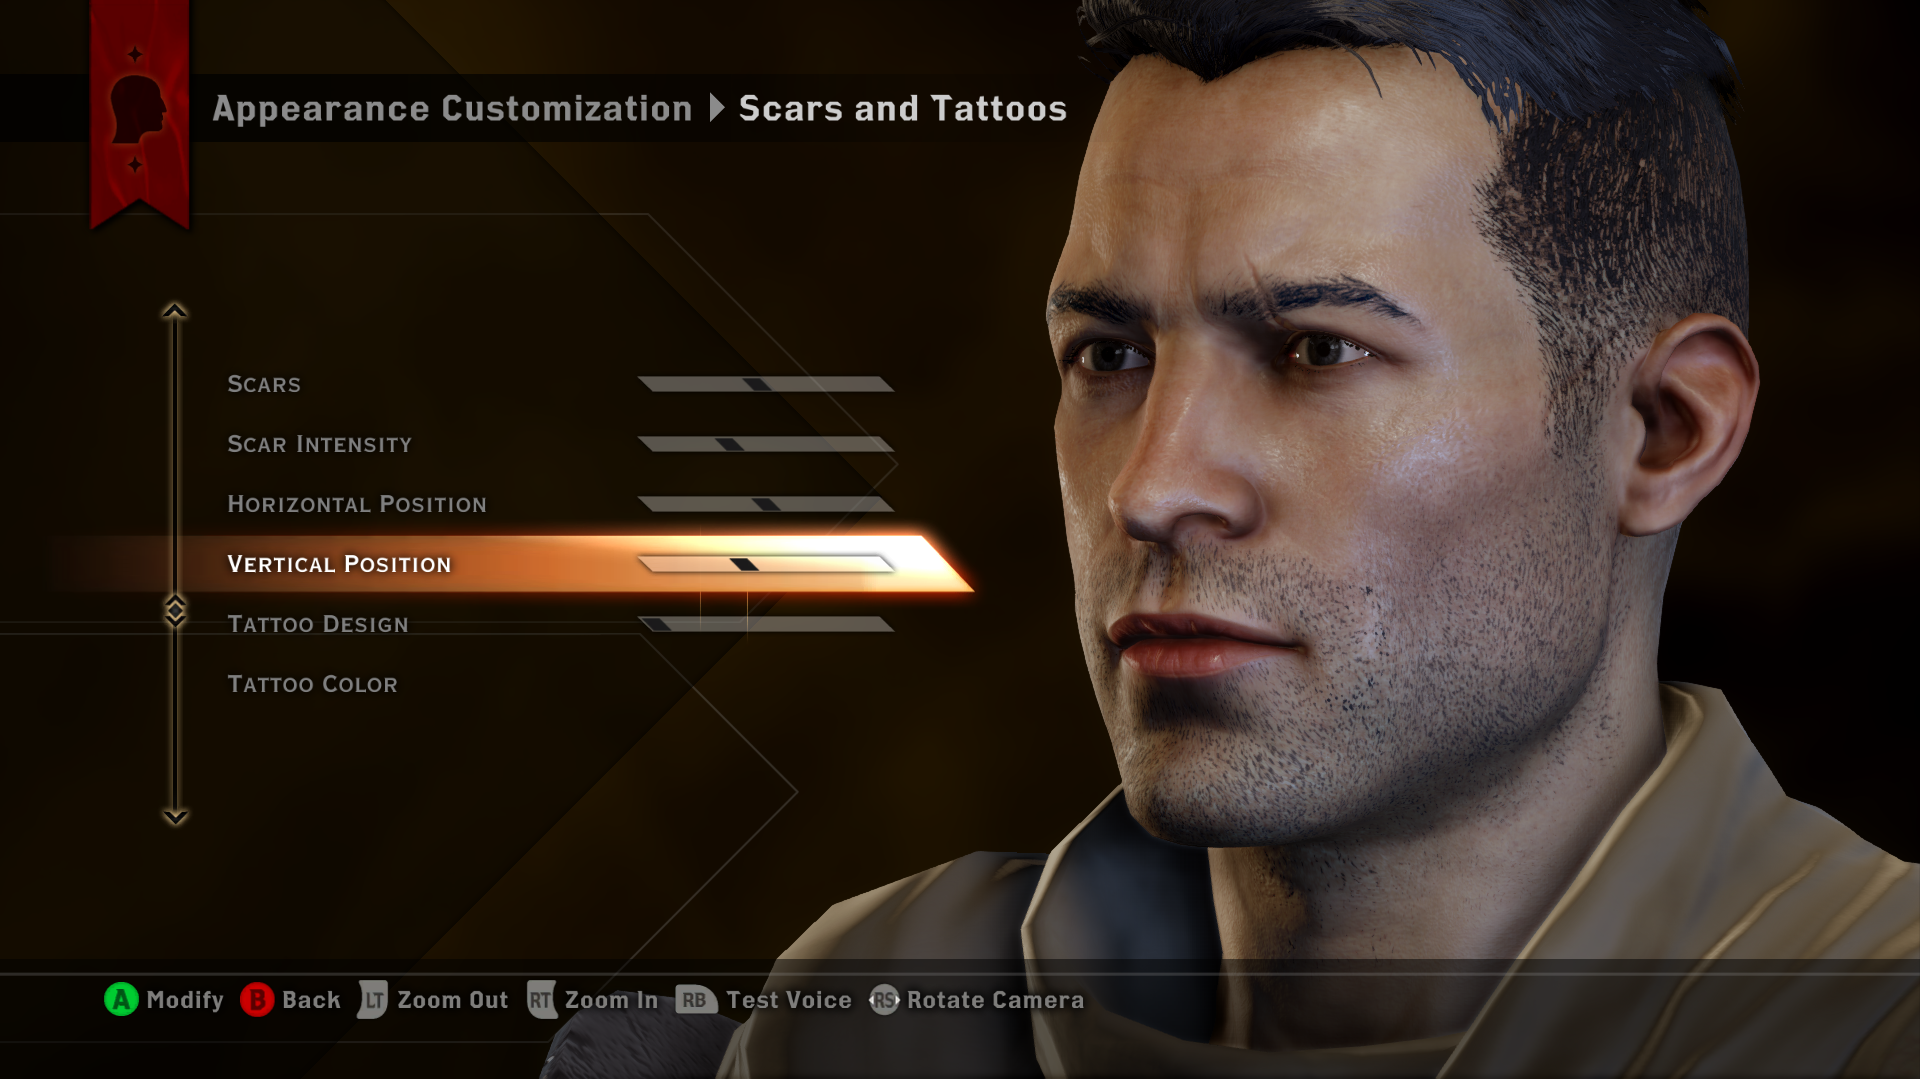 Appearance Customization ▶ Scars and Tattoos
Scars
Scar Intensity
Horizontal Position
Vertical Position
Tattoo Design
Tattoo Color
A Modify B Back LT Zoom Out RT Zoom In RB Test Voice RS Rotate Camera